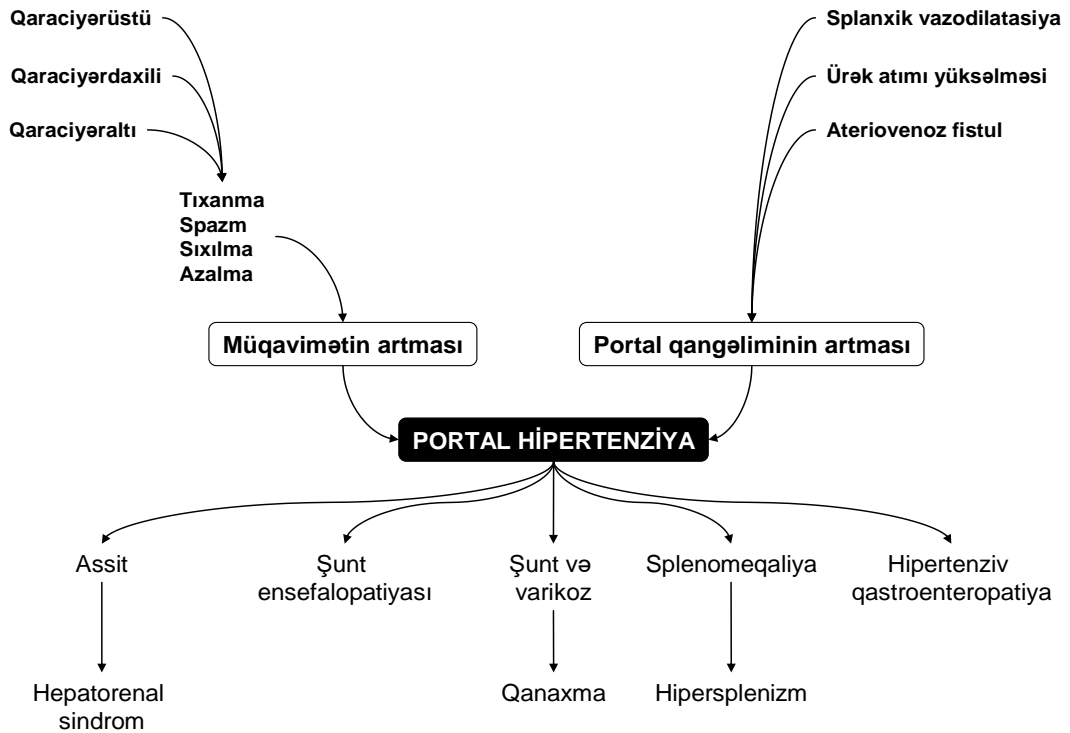 Qaraciyərüstü
Qaraciyərdaxili
Qaraciyəraltı
Splanxik vazodilatasiya
Ürək atımı yüksəlməsi
Ateriovenoz fistul
Tıxanma
Spazm
Sıxılma
Azalma
Müqavimətin artması
Portal qangəliminin artması
PORTAL HİPERTENZİYA
Assit
Şunt
ensefalopatiyası
Şunt və
varikoz
Splenomeqaliya
Hipertenziv
qastroenteropatiya
Hepatorenal
sindrom
Qanaxma
Hipersplenizm